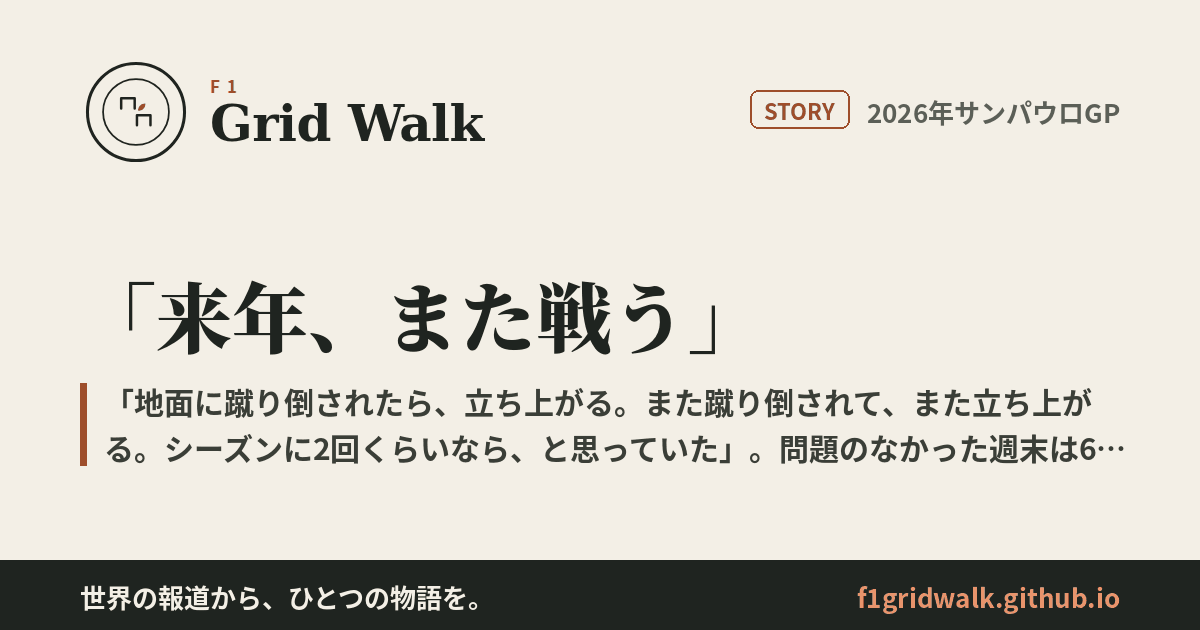 F1
Grid Walk
STORY
2026年サンパウロGP
「来年、また戦う」
「地面に蹴り倒されたら、立ち上がる。また蹴り倒されて、また立ち上が
る。シーズンに2回くらいなら、と思っていた」。問題のなかった週末は6…
世界の報道から、ひとつの物語を。
f1gridwalk.github.io